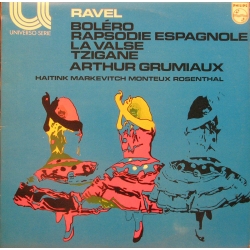 UNIVERSO-SERIE
PHILIPS
RAVEL
BOLÉRO
RAPSODIE ESPAGNOLE
LA VALSE
TZIGANE
ARTHUR GRUMIAUX
HAITINK MARKEVITCH MONTEUX ROSENTHAL